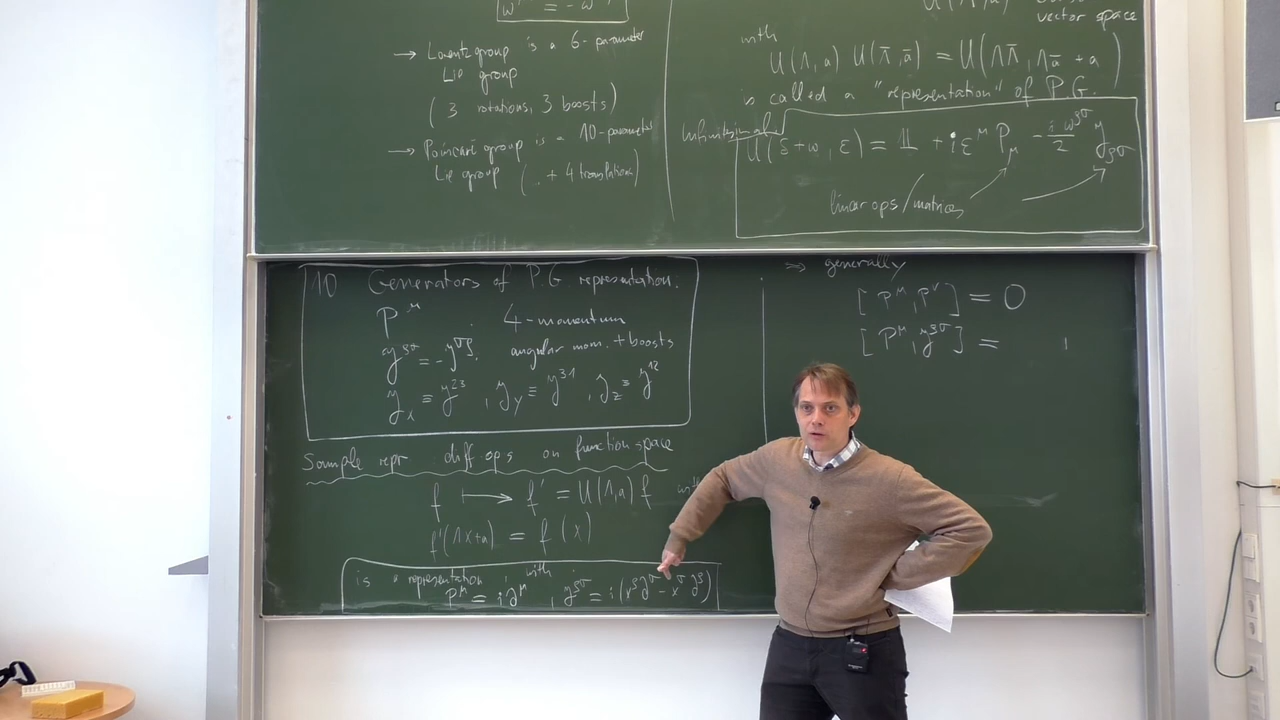 ω = - ω
→ Lorentz group is a 6-parameter
Lie group
(3 rotations, 3 boosts)
→ Poincaré group is a 10-parameter
Lie group (.. + 4 translations)
vector space
with
U(Λ,a) U(Λ̄,ā) = U(ΛΛ̄, Λā + a)
is called a "representation" of P.G.
Infinitesimal
U(δ+ω, ε) = 𝟙 + iε^μ P_μ - i/2 ω^ρσ J_ρσ
linear ops/matrices
10 Generators of P.G. representation.
P^μ 4-momentum
J^ρσ = -J^σρ. angular mom. + boosts
J_x ≡ J^23, J_y ≡ J^31, J_z ≡ J^12
Sample repr. diff ops on function space
f ↦ f' = U(Λ,a) f with
f'(Λx+a) = f(x)
is a representation, with
P^μ = i∂^μ, J^ρσ = i(x^ρ∂^σ - x^σ∂^ρ)
⇒ generally
[P^μ, P^ν] = 0
[P^μ, J^ρσ] =